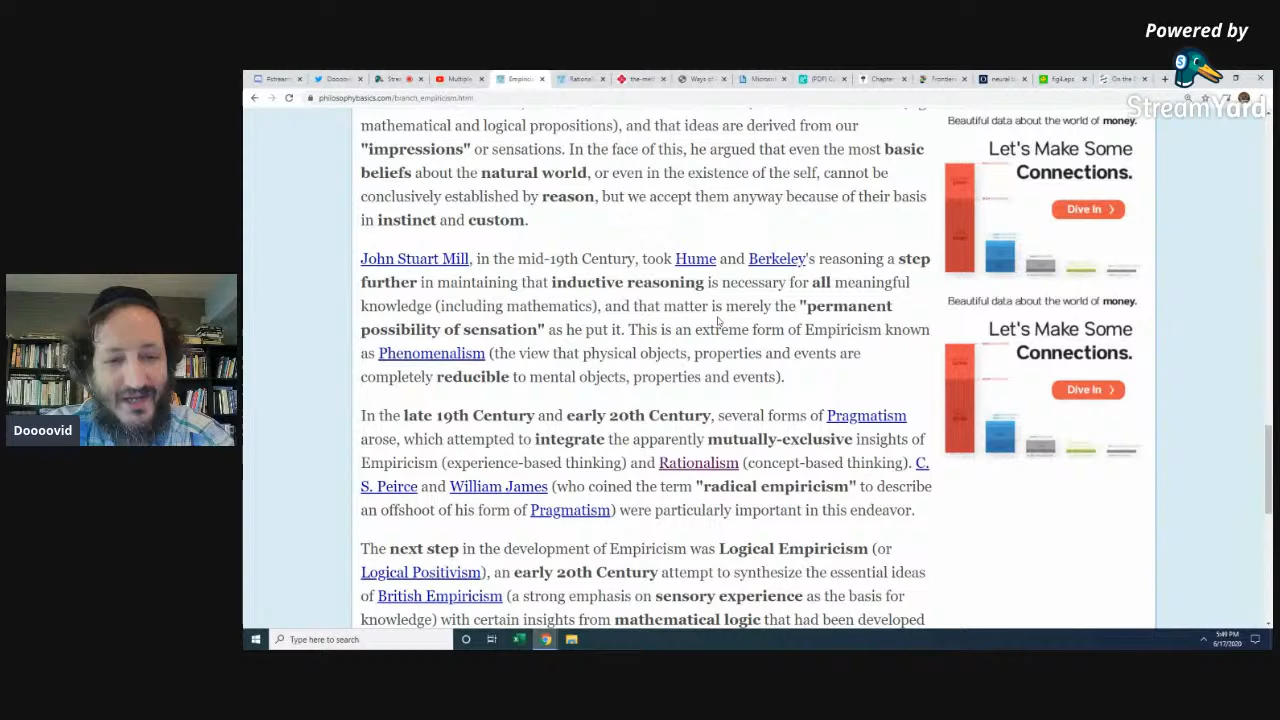 Powered by
StreamYard
Multiple
philosophybasics.com/branch_empiricism.htm
mathematical and logical propositions), and that ideas are derived from our
"impressions" or sensations. In the face of this, he argued that even the most basic
beliefs about the natural world, or even in the existence of the self, cannot be
conclusively established by reason, but we accept them anyway because of their basis
in instinct and custom.
John Stuart Mill, in the mid-19th Century, took Hume and Berkeley's reasoning a step
further in maintaining that inductive reasoning is necessary for all meaningful
knowledge (including mathematics), and that matter is merely the "permanent
possibility of sensation" as he put it. This is an extreme form of Empiricism known
as Phenomenalism (the view that physical objects, properties and events are
completely reducible to mental objects, properties and events).
In the late 19th Century and early 20th Century, several forms of Pragmatism
arose, which attempted to integrate the apparently mutually-exclusive insights of
Empiricism (experience-based thinking) and Rationalism (concept-based thinking). C.
S. Peirce and William James (who coined the term "radical empiricism" to describe
an offshoot of his form of Pragmatism) were particularly important in this endeavor.
The next step in the development of Empiricism was Logical Empiricism (or
Logical Positivism), an early 20th Century attempt to synthesize the essential ideas
of British Empiricism (a strong emphasis on sensory experience as the basis for
knowledge) with certain insights from mathematical logic that had been developed
Beautiful data about the world of money.
Let's Make Some
Connections.
Dive In
Beautiful data about the world of money.
Let's Make Some
Connections.
Dive In
Doooovid
Type here to search
5:49 PM
6/17/2020